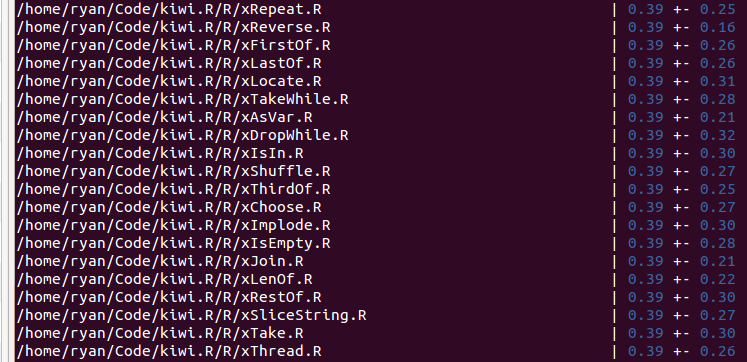 /home/ryan/Code/kiwi.R/R/xRepeat.R | 0.39 +- 0.25
/home/ryan/Code/kiwi.R/R/xReverse.R | 0.39 +- 0.16
/home/ryan/Code/kiwi.R/R/xFirstOf.R | 0.39 +- 0.26
/home/ryan/Code/kiwi.R/R/xLastOf.R | 0.39 +- 0.26
/home/ryan/Code/kiwi.R/R/xLocate.R | 0.39 +- 0.31
/home/ryan/Code/kiwi.R/R/xTakeWhile.R | 0.39 +- 0.28
/home/ryan/Code/kiwi.R/R/xAsVar.R | 0.39 +- 0.21
/home/ryan/Code/kiwi.R/R/xDropWhile.R | 0.39 +- 0.32
/home/ryan/Code/kiwi.R/R/xIsIn.R | 0.39 +- 0.30
/home/ryan/Code/kiwi.R/R/xShuffle.R | 0.39 +- 0.27
/home/ryan/Code/kiwi.R/R/xThirdOf.R | 0.39 +- 0.25
/home/ryan/Code/kiwi.R/R/xChoose.R | 0.39 +- 0.27
/home/ryan/Code/kiwi.R/R/xImplode.R | 0.39 +- 0.30
/home/ryan/Code/kiwi.R/R/xIsEmpty.R | 0.39 +- 0.28
/home/ryan/Code/kiwi.R/R/xJoin.R | 0.39 +- 0.21
/home/ryan/Code/kiwi.R/R/xLenOf.R | 0.39 +- 0.22
/home/ryan/Code/kiwi.R/R/xRestOf.R | 0.39 +- 0.30
/home/ryan/Code/kiwi.R/R/xSliceString.R | 0.39 +- 0.27
/home/ryan/Code/kiwi.R/R/xTake.R | 0.39 +- 0.30
/home/ryan/Code/kiwi.R/R/xThread.R | 0.39 +- 0.26